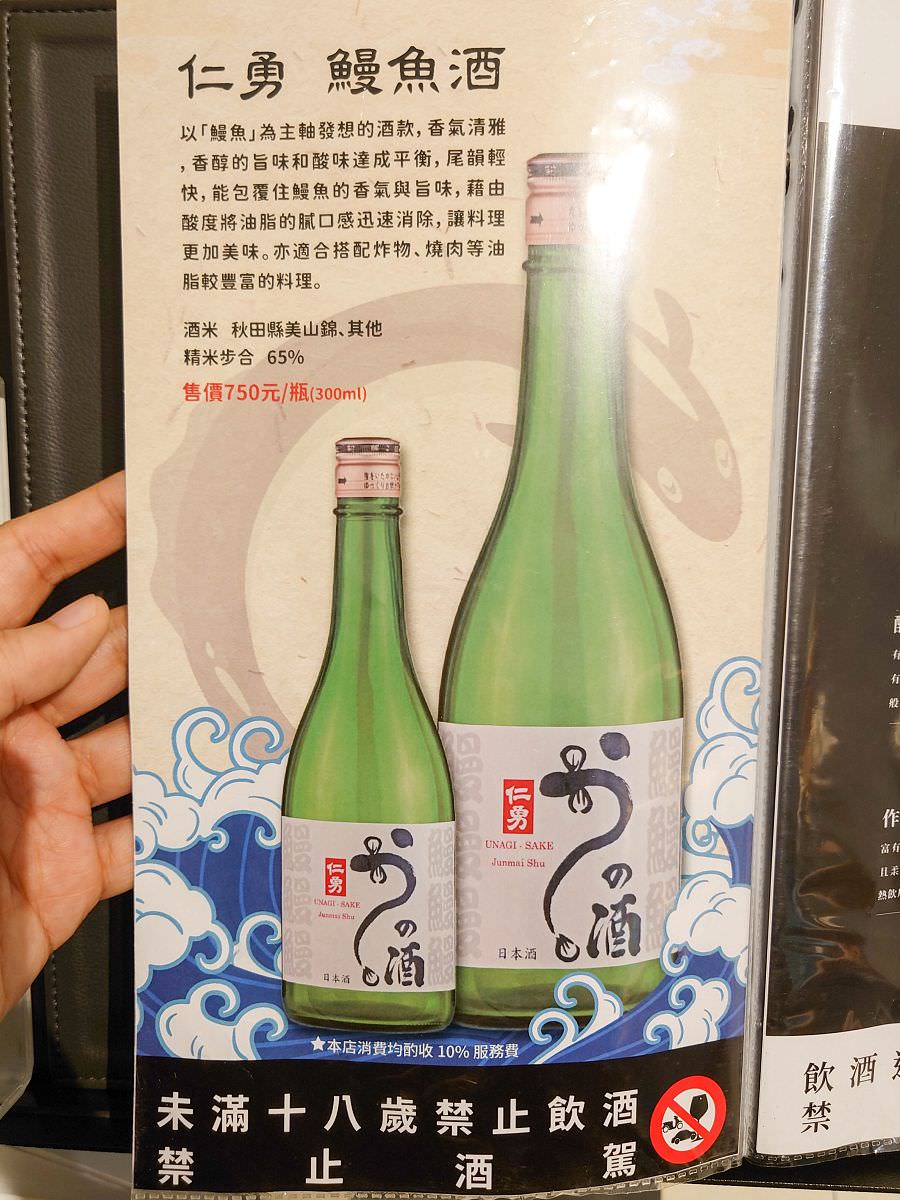 仁勇 鰻魚酒
以「鰻魚」為主軸發想的酒款，香氣清雅
，香醇的旨味和酸味達成平衡，尾韻輕
快，能包覆住鰻魚的香氣與旨味，藉由
酸度將油脂的膩口感迅速消除，讓料理
更加美味。亦適合搭配炸物、燒肉等油
脂較豐富的料理。
酒米 秋田縣美山錦、其他
精米步合 65%
售價750元/瓶(300ml)
仁勇
UNAGI - SAKE
Junmai Shu
うの酒
日本酒
仁勇
UNAGI - SAKE
Junmai Shu
うの酒
日本酒
★本店消費均酌收 10% 服務費
未滿十八歲禁止飲酒
禁止酒駕
作
富有
且柔
熱飲
飲酒
禁